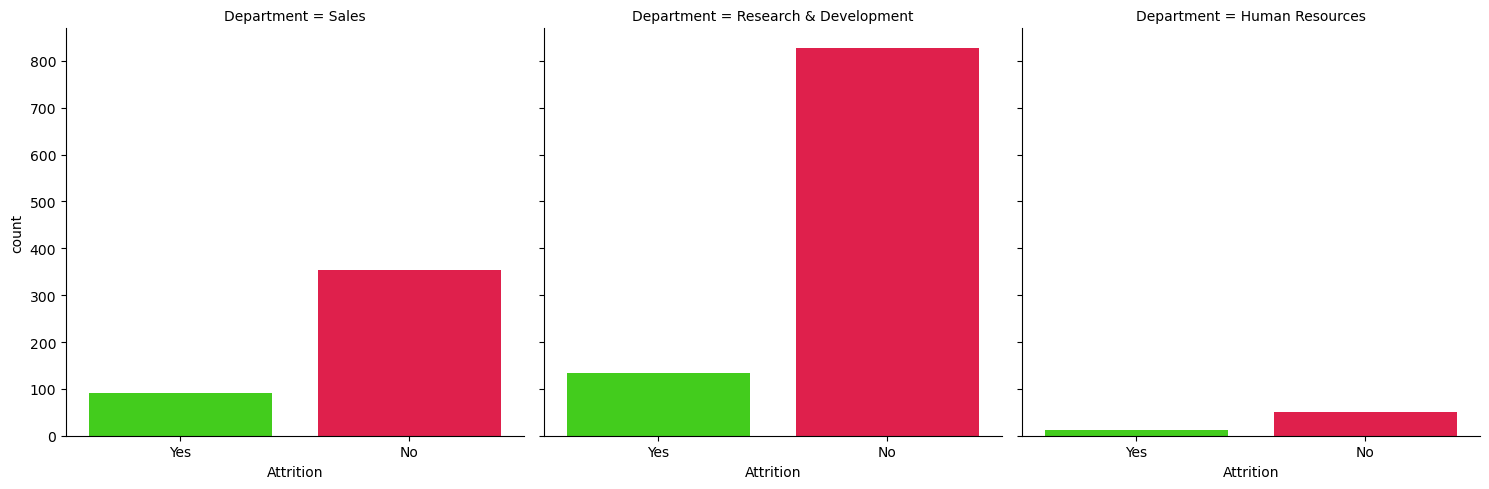 Department = Sales
Department = Research & Development
Department = Human Resources
count
800
700
600
500
400
300
200
100
0
Yes
No
Yes
No
Yes
No
Attrition
Attrition
Attrition